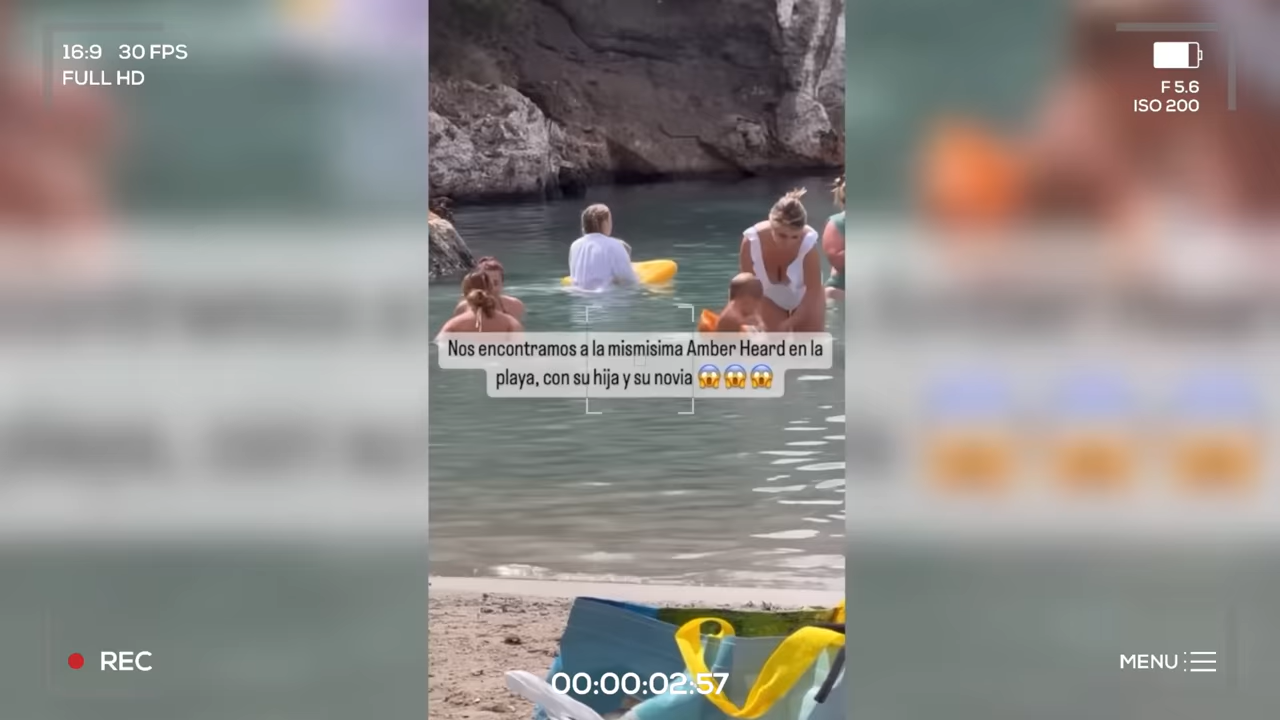 16:9 30 FPS
FULL HD
F 5.6
ISO 200
Nos encontramos a la mismisima Amber Heard en la
playa, con su hija y su novia 😱😱😱
REC
MENU
00:00:02:57